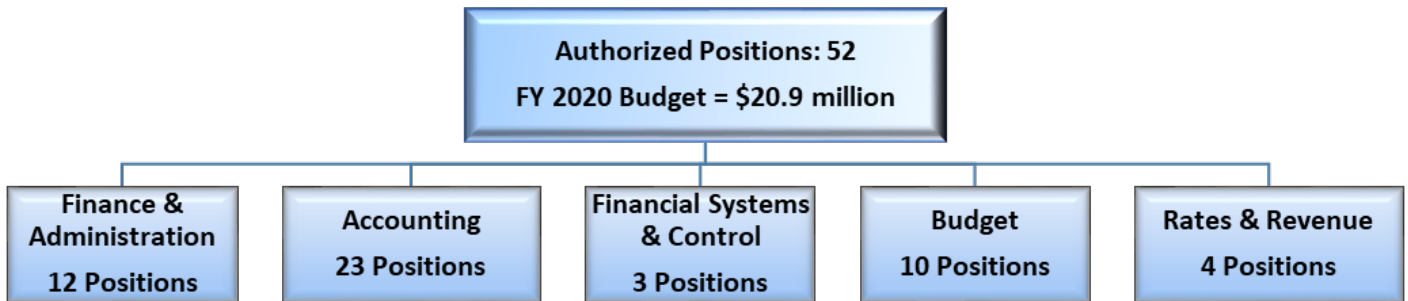 Authorized Positions: 52
FY 2020 Budget = $20.9 million
Finance &
Administration
12 Positions
Accounting
23 Positions
Financial Systems
& Control
3 Positions
Budget
10 Positions
Rates & Revenue
4 Positions